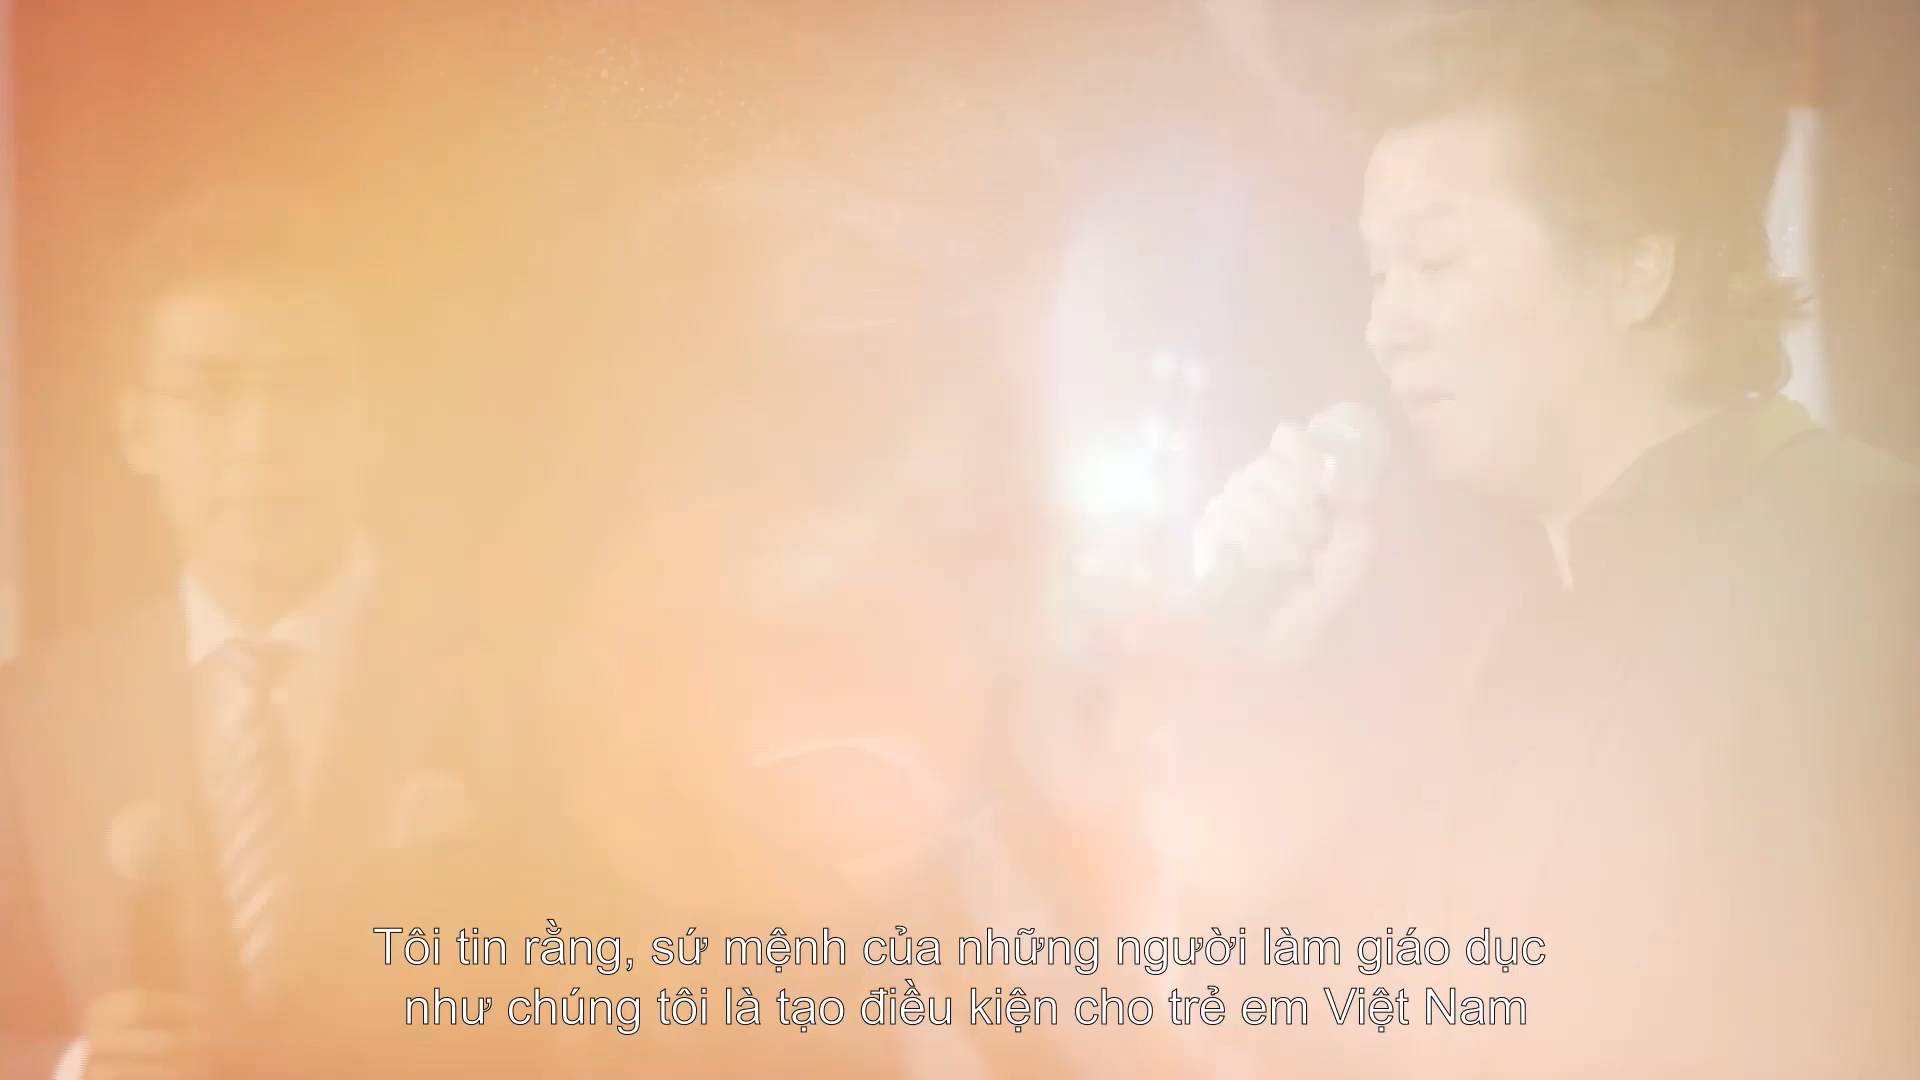 Tôi tin rằng, sứ mệnh của những người làm giáo dục
như chúng tôi là tạo điều kiện cho trẻ em Việt Nam